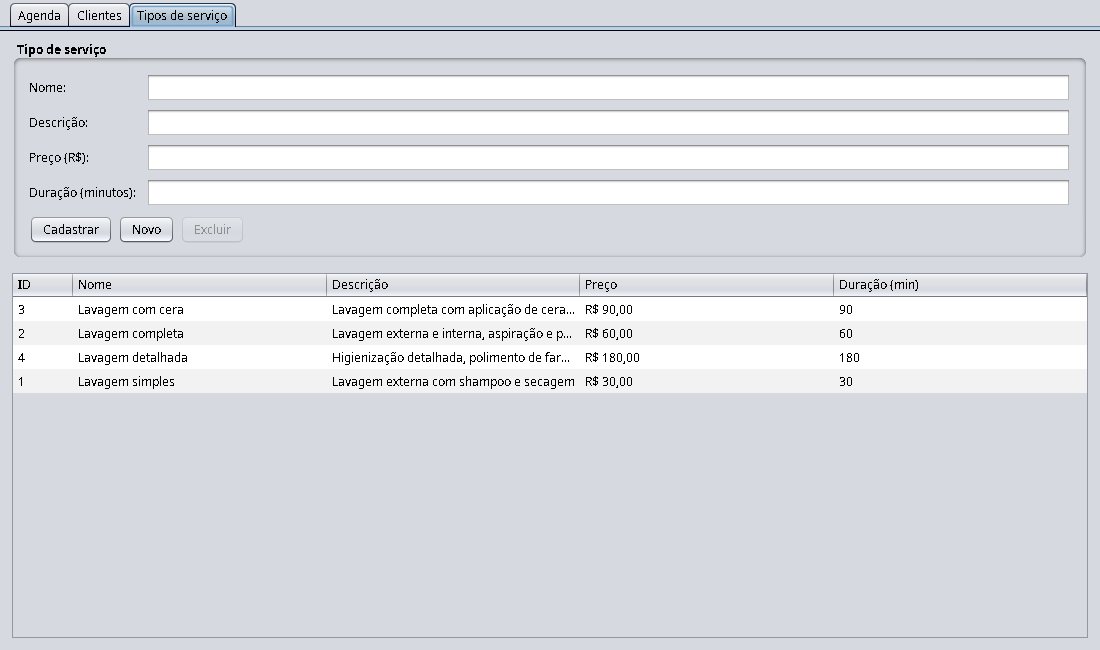 Agenda Clientes Tipos de serviço
Tipo de serviço
Nome:
Descrição:
Preço (R$):
Duração (minutos):
Cadastrar Novo Excluir
ID Nome Descrição Preço Duração (min)
3 Lavagem com cera Lavagem completa com aplicação de cera... R$ 90,00 90
2 Lavagem completa Lavagem externa e interna, aspiração e p... R$ 60,00 60
4 Lavagem detalhada Higienização detalhada, polimento de far... R$ 180,00 180
1 Lavagem simples Lavagem externa com shampoo e secagem R$ 30,00 30